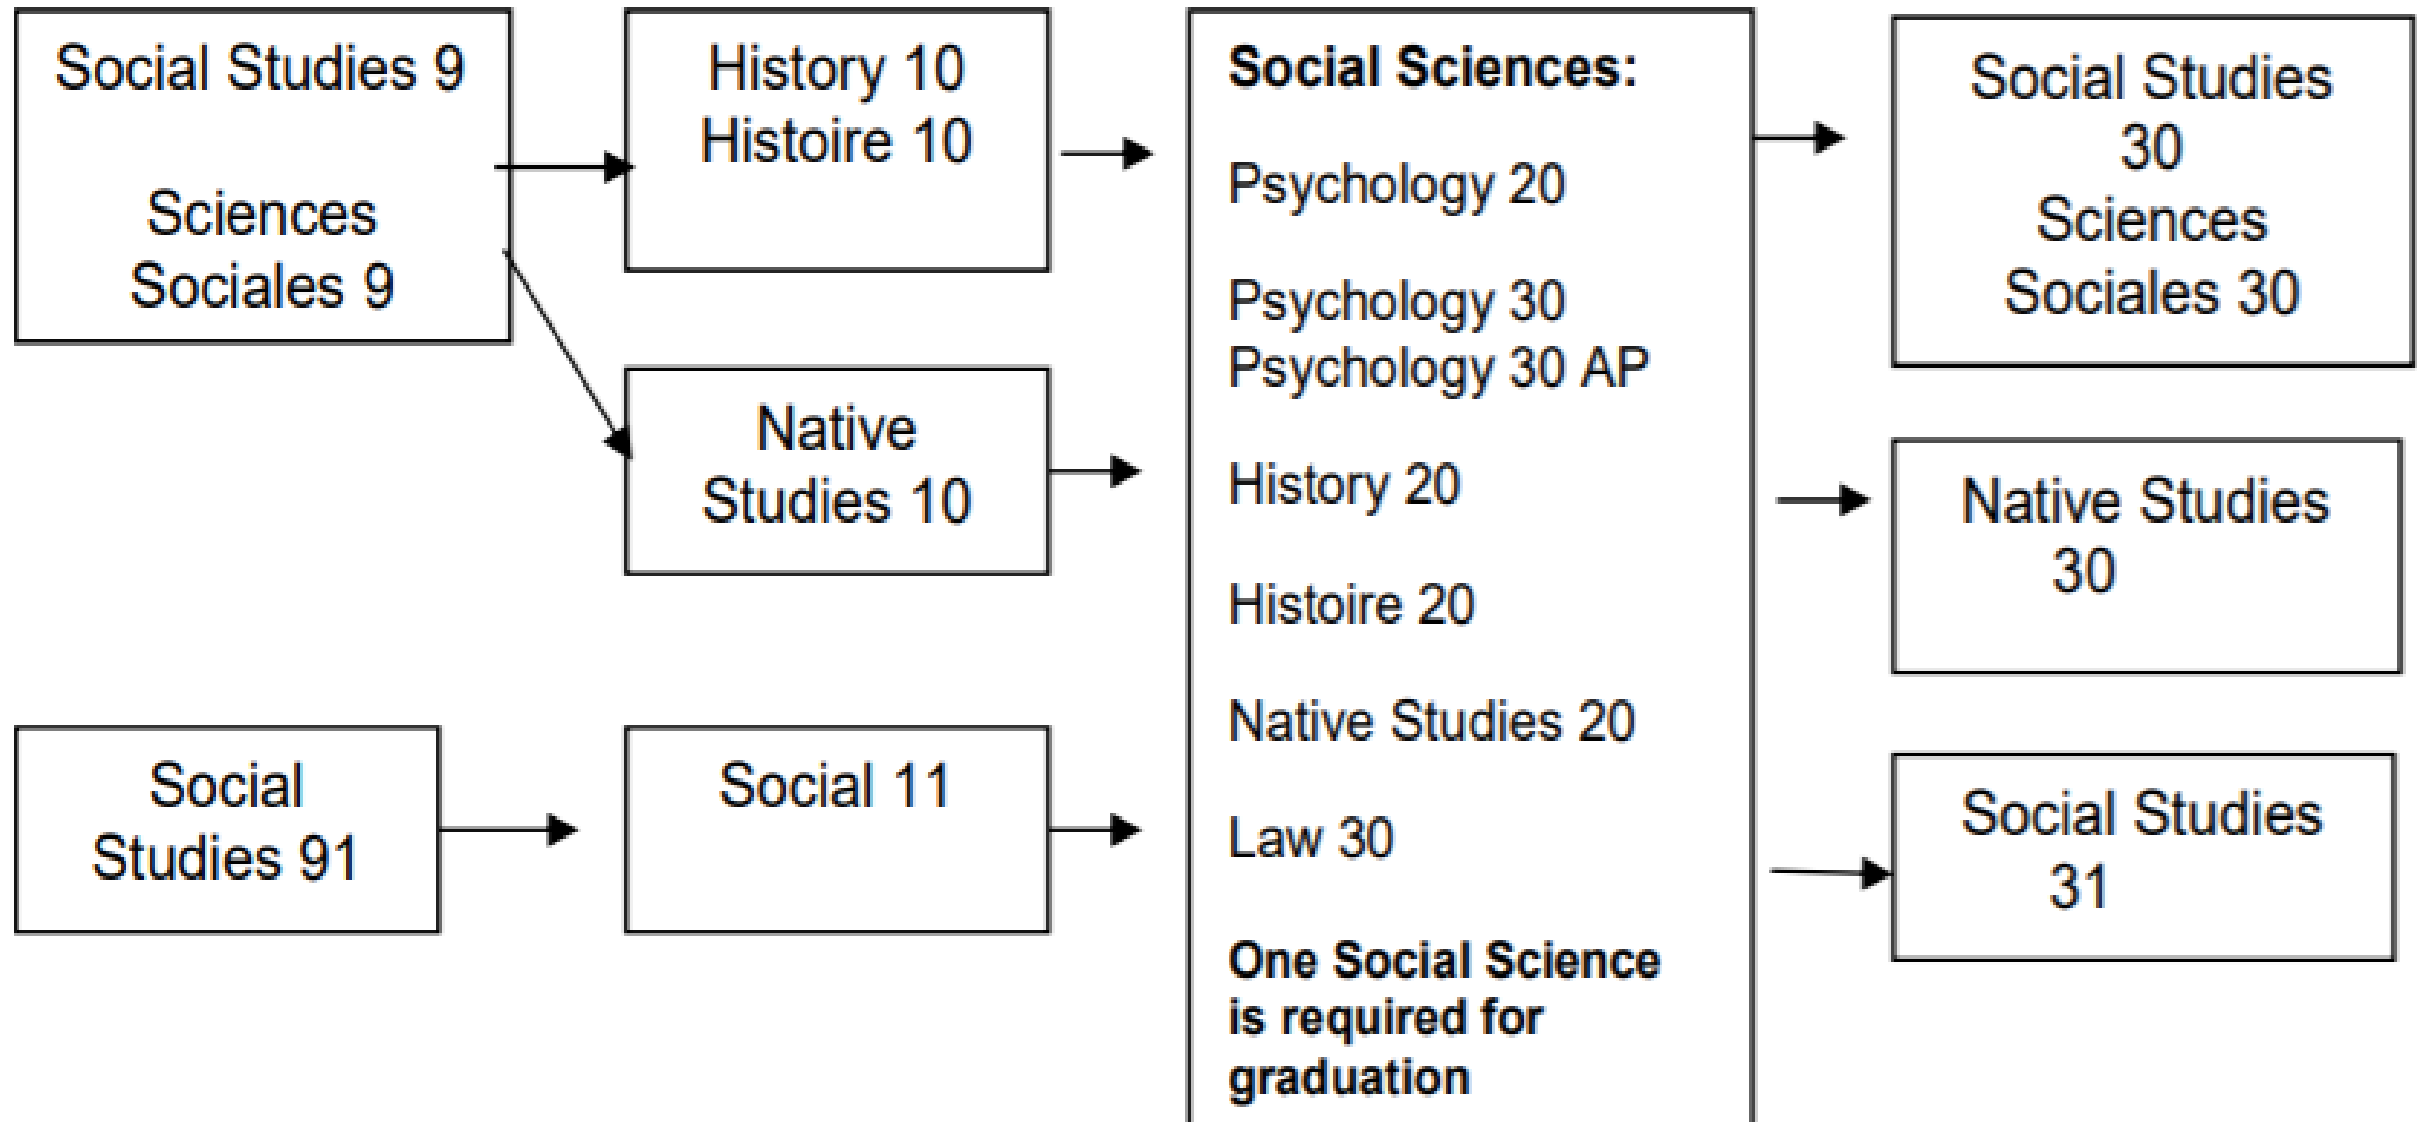 Social Studies 9
Sciences
Sociales 9
History 10
Histoire 10
Native
Studies 10
Social
Studies 91
Social 11
Social Sciences:
Psychology 20
Psychology 30
Psychology 30 AP
History 20
Histoire 20
Native Studies 20
Law 30
One Social Science
is required for
graduation
Social Studies
30
Sciences
Sociales 30
Native Studies
30
Social Studies
31